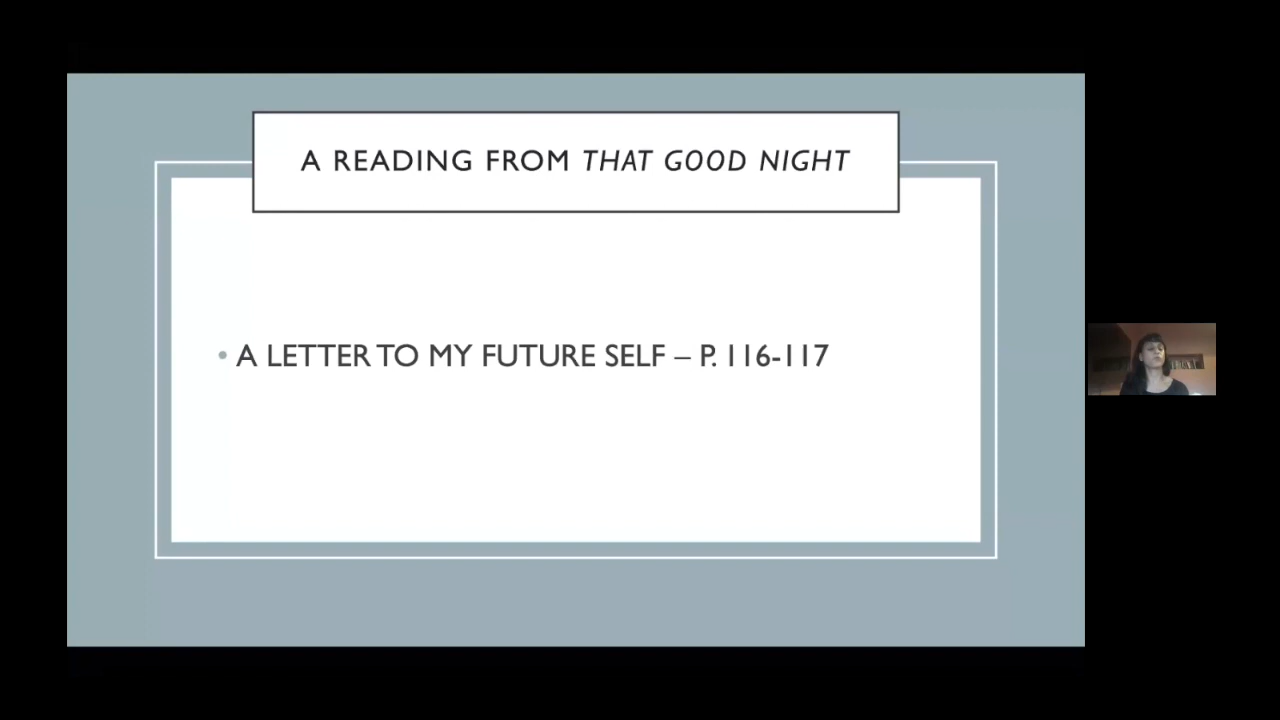 A READING FROM THAT GOOD NIGHT
• A LETTER TO MY FUTURE SELF – P. 116-117